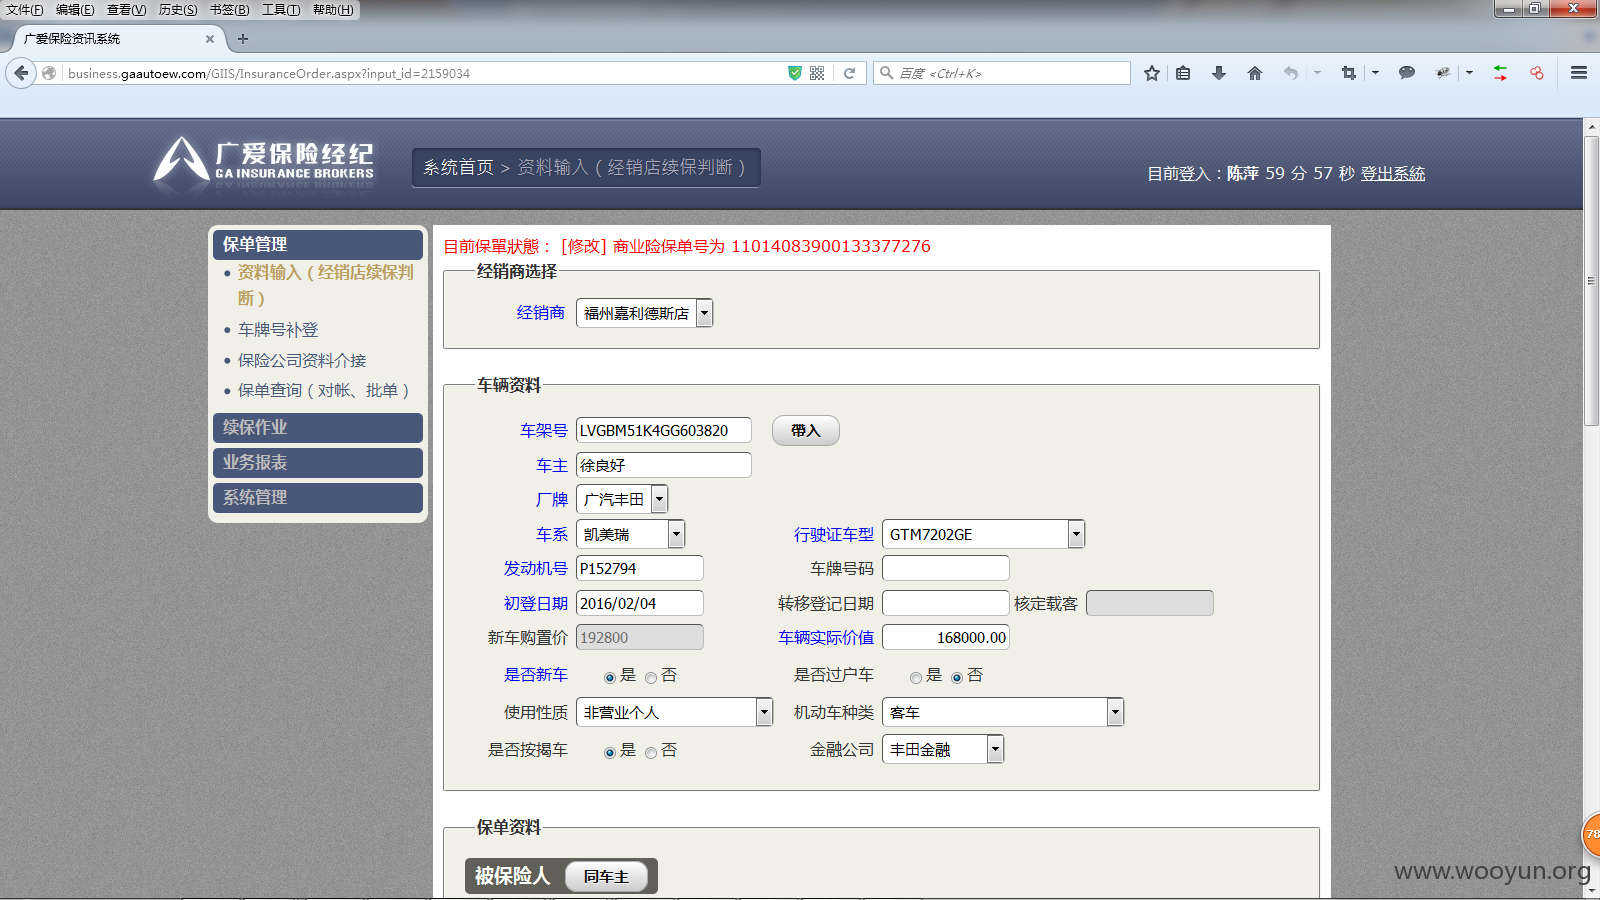 文件(F) 编辑(E) 查看(V) 历史(S) 书签(B) 工具(T) 帮助(H)
广爱保险资讯系统
business.gaautoew.com/GIIS/InsuranceOrder.aspx?input_id=2159034
百度 <Ctrl+K>
广爱保险经纪
GA INSURANCE BROKERS
系统首页 > 资料输入（经销店续保判断）
目前登入：陈萍 59 分 57 秒 登出系統
保单管理
资料输入（经销店续保判
断）
车牌号补登
保险公司资料介接
保单查询（对帐、批单）
续保作业
业务报表
系统管理
目前保單狀態： [修改] 商业险保单号为 11014083900133377276
经销商选择
经销商 福州嘉利德斯店
车辆资料
车架号 LVGBM51K4GG603820 帶入
车主 徐良好
厂牌 广汽丰田
车系 凯美瑞 行驶证车型 GTM7202GE
发动机号 P152794 车牌号码
初登日期 2016/02/04 转移登记日期 核定载客
新车购置价 192800 车辆实际价值 168000.00
是否新车 是 否 是否过户车 是 否
使用性质 非营业个人 机动车种类 客车
是否按揭车 是 否 金融公司 丰田金融
保单资料
被保险人 同车主
78
www.wooyun.org